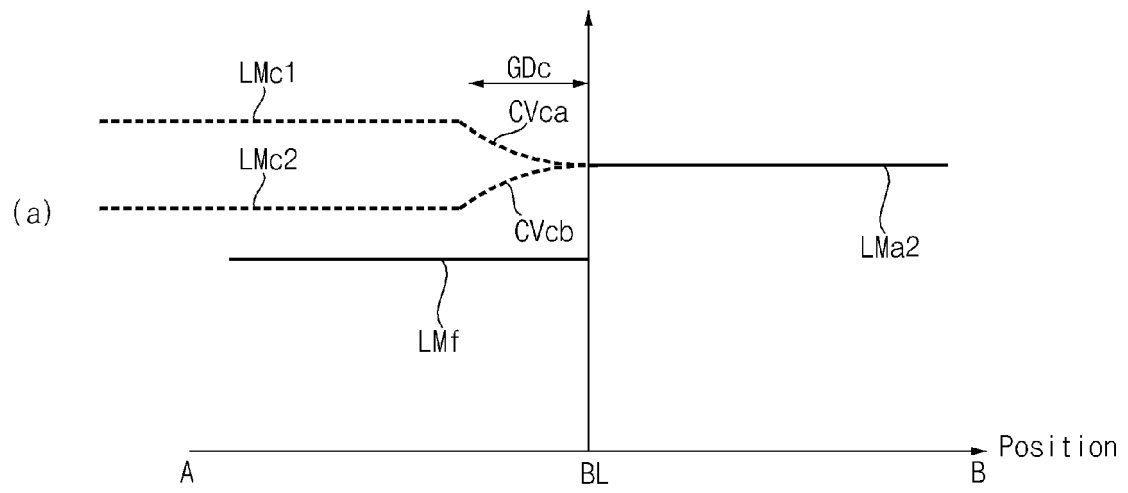 GDc
LMc1
CVca
LMc2
(a)
CVcb
LMa2
LMf
Position
A
BL
B